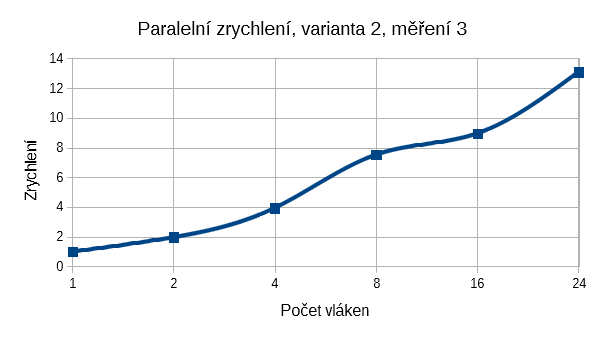 Paralelní zrychlení, varianta 2, měření 3
14
12
10
8
6
4
2
0
Zrychlení
1 2 4 8 16 24
Počet vláken